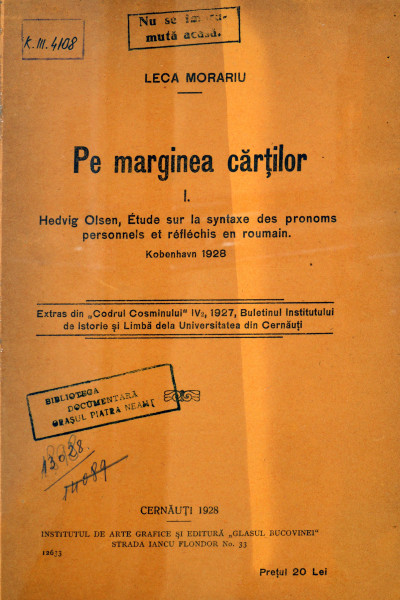 Nu se împru-
mută acasă.
K. III. 4108
LECA MORARIU
Pe marginea cărților
I.
Hedvig Olsen, Étude sur la syntaxe des pronoms
personnels et réfléchis en roumain.
Kobenhavn 1928
Extras din „Codrul Cosminului" IV₂, 1927, Buletinul Institutului
de Istorie și Limbă dela Universitatea din Cernăuți
BIBLIOTECA
DOCUMENTARĂ
ORAȘUL PIATRA NEAMȚ
13028
14089
CERNĂUȚI 1928
INSTITUTUL DE ARTE GRAFICE ȘI EDITURĂ „GLASUL BUCOVINEI"
STRADA IANCU FLONDOR No. 33
12673
Prețul 20 Lei